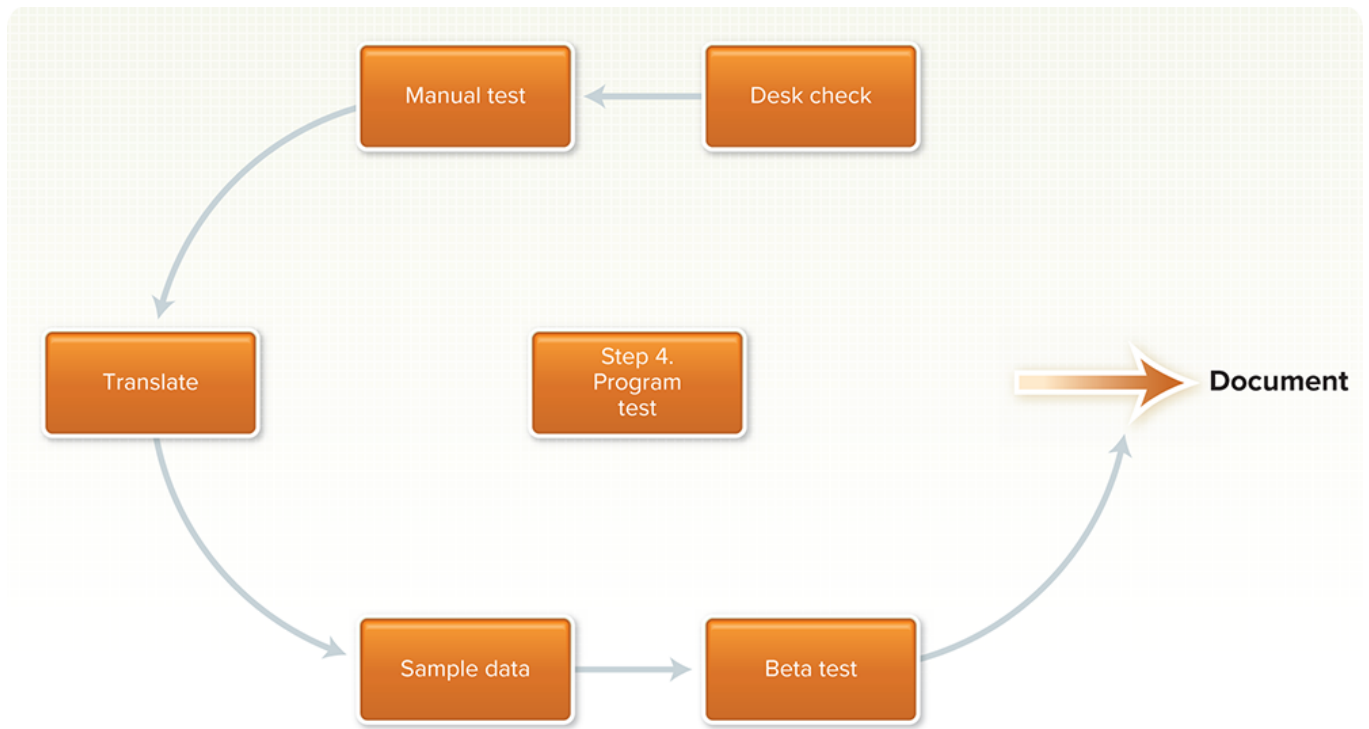 Manual test
Desk check
Translate
Step 4.
Program
test
Document
Sample data
Beta test